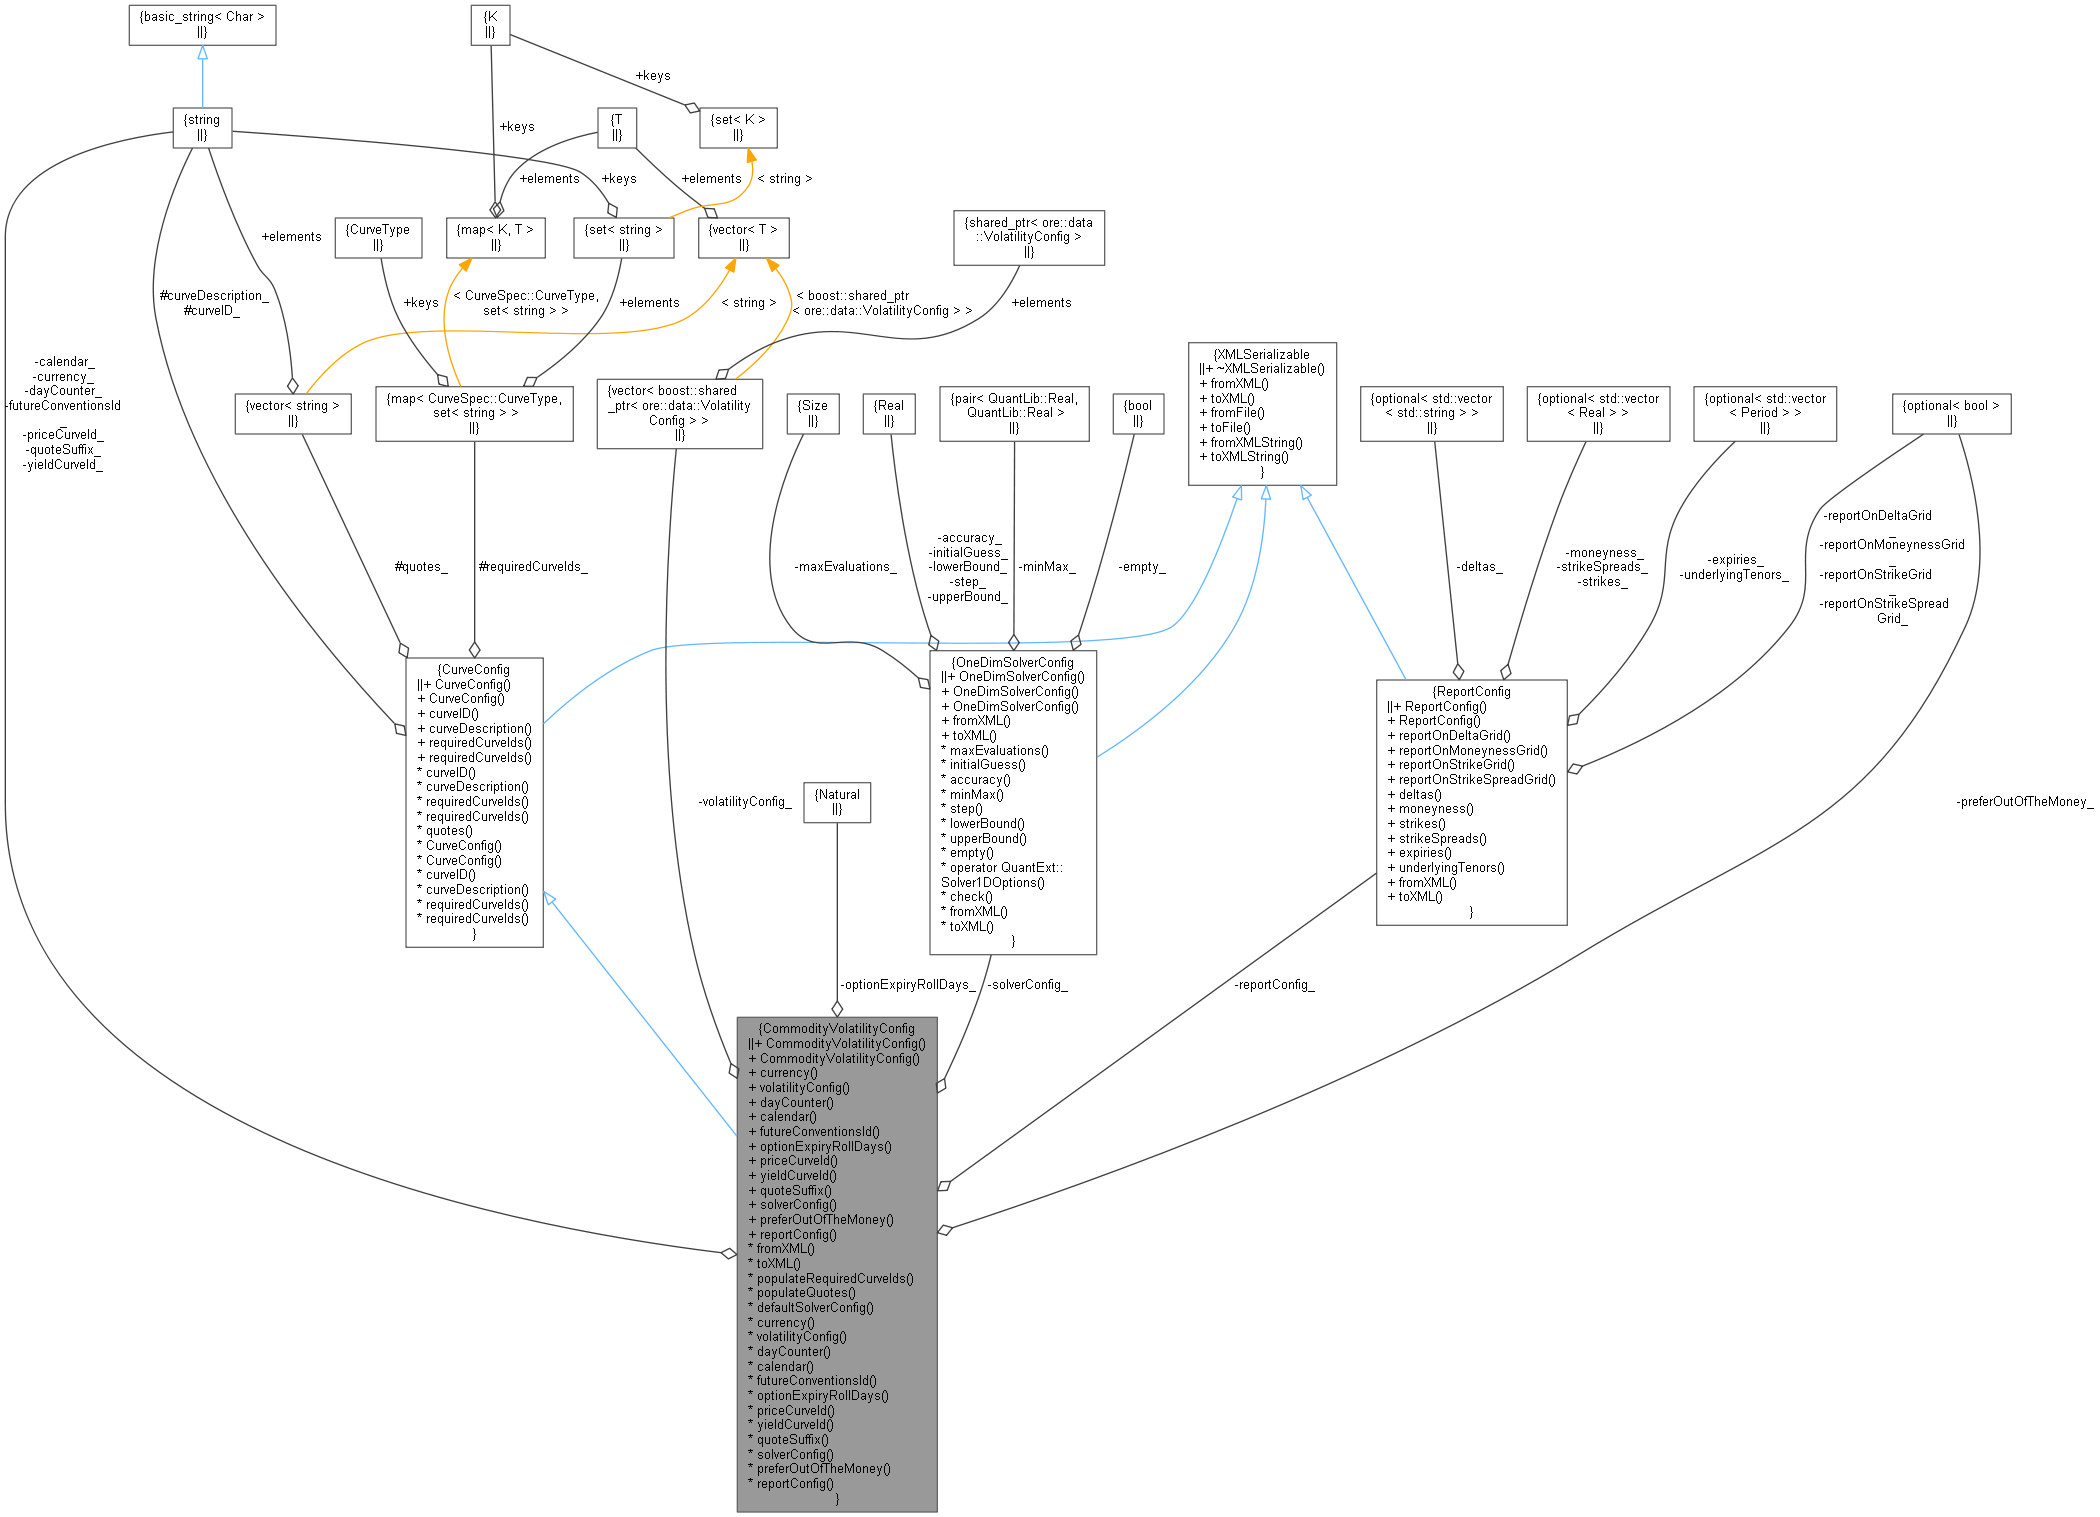 {basic_string< Char >
||}
{K
||}
+keys
{string
||}
+keys
{T
||}
{set< K >
||}
+elements
+keys
+elements
< string >
+elements
{CurveType
||}
{map< K, T >
||}
{set< string >
||}
{vector< T >
||}
{shared_ptr< ore::data
::VolatilityConfig >
||}
#curveDescription_
#curveID_
+keys
< CurveSpec::CurveType,
set< string > >
+elements
< string >
< boost::shared_ptr
< ore::data::VolatilityConfig > >
+elements
-calendar_
-currency_
-dayCounter_
-futureConventionsId
_
-priceCurveId_
-quoteSuffix_
-yieldCurveId_
{vector< string >
||}
{map< CurveSpec::CurveType,
set< string > >
||}
{vector< boost::shared
_ptr< ore::data::Volatility
Config > >
||}
{Size
||}
{Real
||}
{pair< QuantLib::Real,
QuantLib::Real >
||}
{bool
||}
{XMLSerializable
||+ ~XMLSerializable()
+ fromXML()
+ toXML()
+ fromFile()
+ toFile()
+ fromXMLString()
+ toXMLString()
}
{optional< std::vector
< std::string > >
||}
{optional< std::vector
< Real > >
||}
{optional< std::vector
< Period > >
||}
{optional< bool >
||}
#quotes_
#requiredCurveIds_
-maxEvaluations_
-accuracy_
-initialGuess_
-lowerBound_
-step_
-upperBound_
-minMax_
-empty_
-deltas_
-moneyness_
-strikeSpreads_
-strikes_
-expiries_
-underlyingTenors_
-reportOnDeltaGrid
_
-reportOnMoneynessGrid
_
-reportOnStrikeGrid
_
-reportOnStrikeSpread
Grid_
{CurveConfig
||+ CurveConfig()
+ CurveConfig()
+ curveID()
+ curveDescription()
+ requiredCurveIds()
+ requiredCurveIds()
* curveID()
* curveDescription()
* requiredCurveIds()
* requiredCurveIds()
* quotes()
* CurveConfig()
* CurveConfig()
* curveID()
* curveDescription()
* requiredCurveIds()
* requiredCurveIds()
}
{OneDimSolverConfig
||+ OneDimSolverConfig()
+ OneDimSolverConfig()
+ OneDimSolverConfig()
+ fromXML()
+ toXML()
* maxEvaluations()
* initialGuess()
* accuracy()
* minMax()
* step()
* lowerBound()
* upperBound()
* empty()
* operator QuantExt::
Solver1DOptions()
* check()
* fromXML()
* toXML()
}
{ReportConfig
||+ ReportConfig()
+ ReportConfig()
+ reportOnDeltaGrid()
+ reportOnMoneynessGrid()
+ reportOnStrikeGrid()
+ reportOnStrikeSpreadGrid()
+ deltas()
+ moneyness()
+ strikes()
+ strikeSpreads()
+ expiries()
+ underlyingTenors()
+ fromXML()
+ toXML()
}
-volatilityConfig_
{Natural
||}
-preferOutOfTheMoney_
-optionExpiryRollDays_
-solverConfig_
-reportConfig_
{CommodityVolatilityConfig
||+ CommodityVolatilityConfig()
+ CommodityVolatilityConfig()
+ currency()
+ volatilityConfig()
+ dayCounter()
+ calendar()
+ futureConventionsId()
+ optionExpiryRollDays()
+ priceCurveId()
+ yieldCurveId()
+ quoteSuffix()
+ solverConfig()
+ preferOutOfTheMoney()
+ reportConfig()
* fromXML()
* toXML()
* populateRequiredCurveIds()
* populateQuotes()
* defaultSolverConfig()
* currency()
* volatilityConfig()
* dayCounter()
* calendar()
* futureConventionsId()
* optionExpiryRollDays()
* priceCurveId()
* yieldCurveId()
* quoteSuffix()
* solverConfig()
* preferOutOfTheMoney()
* reportConfig()
}